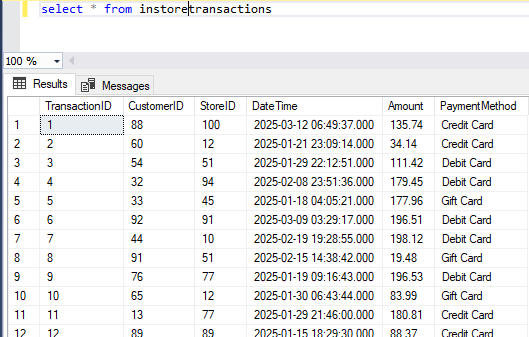 select * from instoretransactions
100 %
Results Messages
TransactionID CustomerID StoreID DateTime Amount PaymentMethod
1 1 88 100 2025-03-12 06:49:37.000 135.74 Credit Card
2 2 60 12 2025-01-21 23:09:14.000 34.14 Credit Card
3 3 54 51 2025-01-29 22:12:51.000 111.42 Debit Card
4 4 32 94 2025-02-08 23:51:36.000 179.45 Debit Card
5 5 33 45 2025-01-18 04:05:21.000 177.96 Gift Card
6 6 92 91 2025-03-09 03:29:17.000 196.51 Debit Card
7 7 44 10 2025-02-19 19:28:55.000 198.12 Debit Card
8 8 91 51 2025-02-15 14:38:42.000 19.48 Gift Card
9 9 76 77 2025-01-19 09:16:43.000 196.53 Debit Card
10 10 65 12 2025-01-30 06:43:44.000 83.99 Gift Card
11 11 13 77 2025-01-29 21:46:00.000 180.81 Credit Card
12 12 89 89 2025-01-15 18:29:30.000 88.37 Credit Card